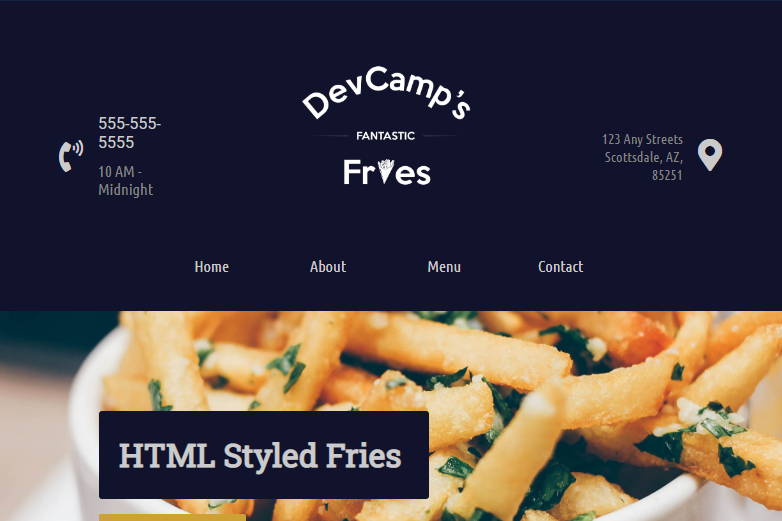 DevCamp's
FANTASTIC
Fries
555-555-
5555
10 AM -
Midnight
123 Any Streets
Scottsdale, AZ,
85251
Home About Menu Contact
HTML Styled Fries